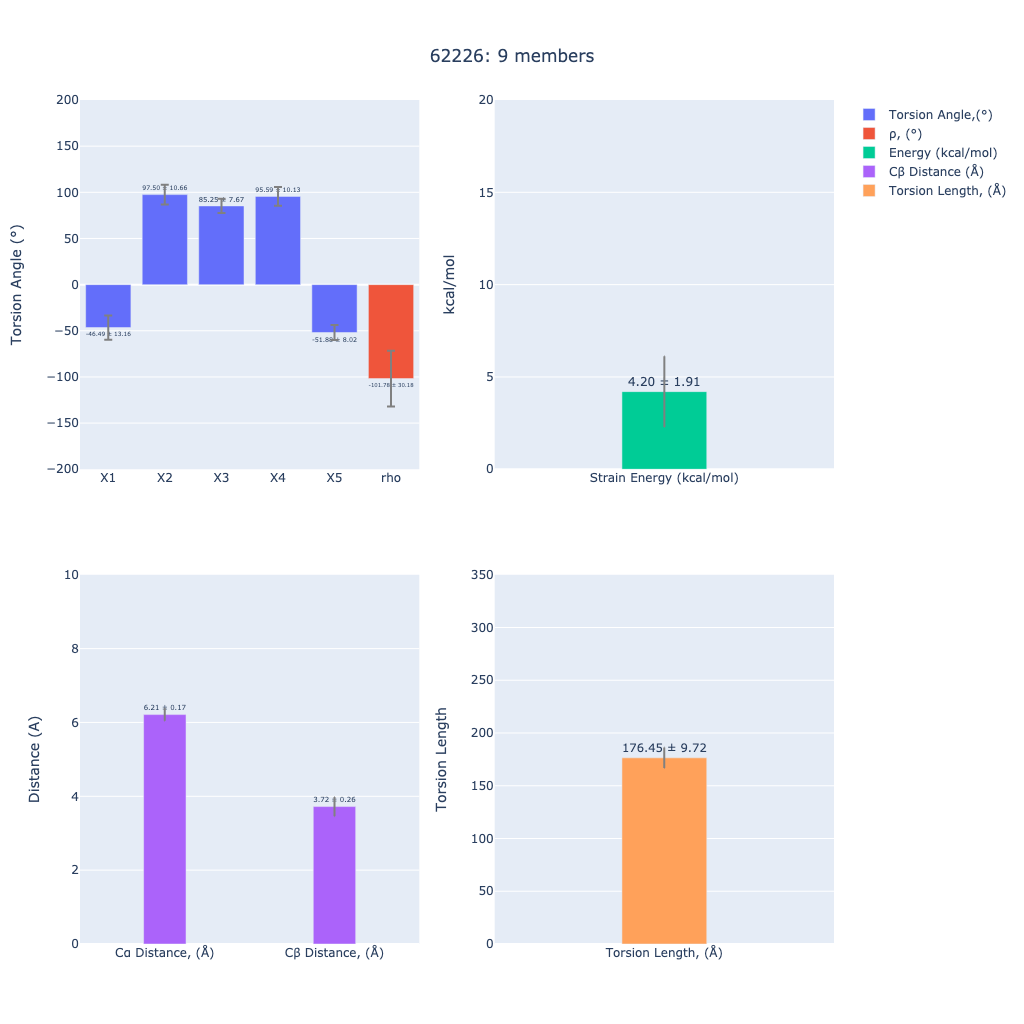 62226: 9 members
200
150
100
50
0
−50
−100
−150
−200
Torsion Angle (°)
97.50 ± 10.66
85.25 ± 7.67
95.59 ± 10.13
-46.49 ± 13.16
-51.88 ± 8.02
-101.78 ± 30.18
X1 X2 X3 X4 X5 rho
20
15
10
5
0
kcal/mol
4.20 ± 1.91
Strain Energy (kcal/mol)
Torsion Angle,(°)
ρ, (°)
Energy (kcal/mol)
Cβ Distance (Å)
Torsion Length, (Å)
10
8
6
4
2
0
Distance (A)
6.21 ± 0.17
3.72 ± 0.26
Cα Distance, (Å) Cβ Distance, (Å)
350
300
250
200
150
100
50
0
Torsion Length
176.45 ± 9.72
Torsion Length, (Å)